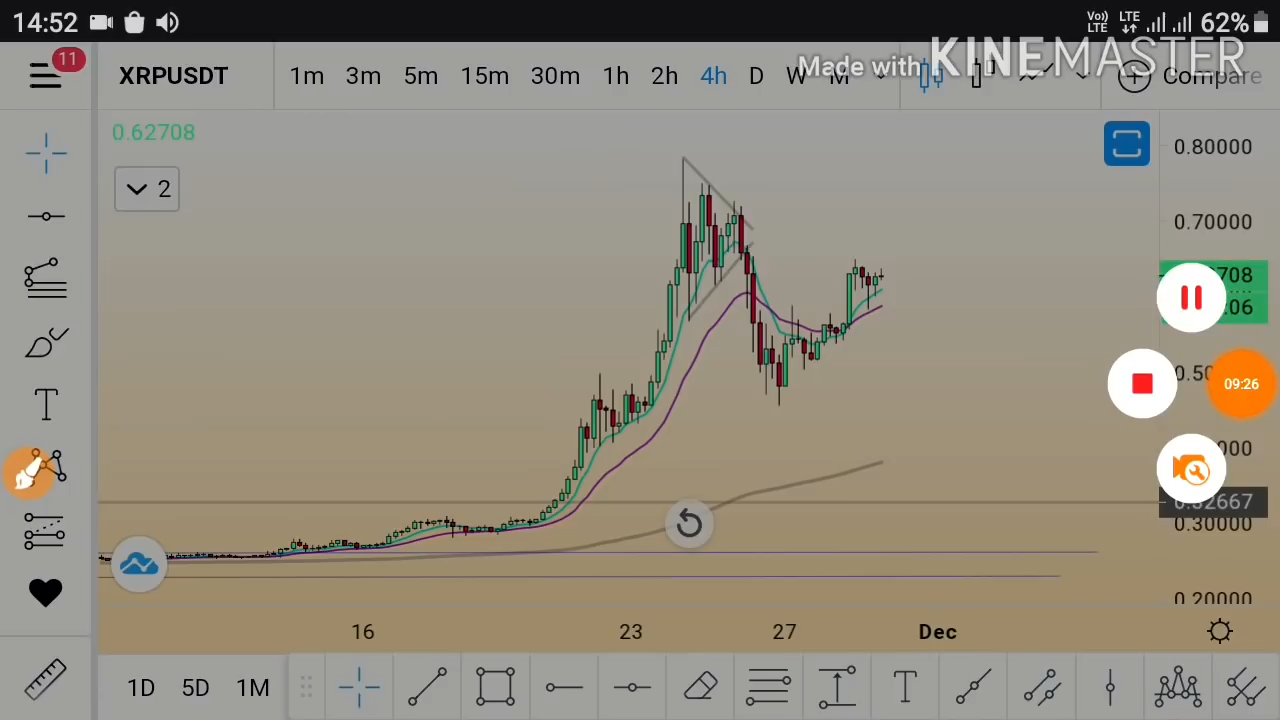 14:52 Vo) LTE LTE 62%
Made with KINEMASTER
11 XRPUSDT 1m 3m 5m 15m 30m 1h 2h 4h D W M Compare
0.62708
2
0.80000
0.70000
0.30000
0.20000
09:26
T
16 23 27 Dec
1D 5D 1M T